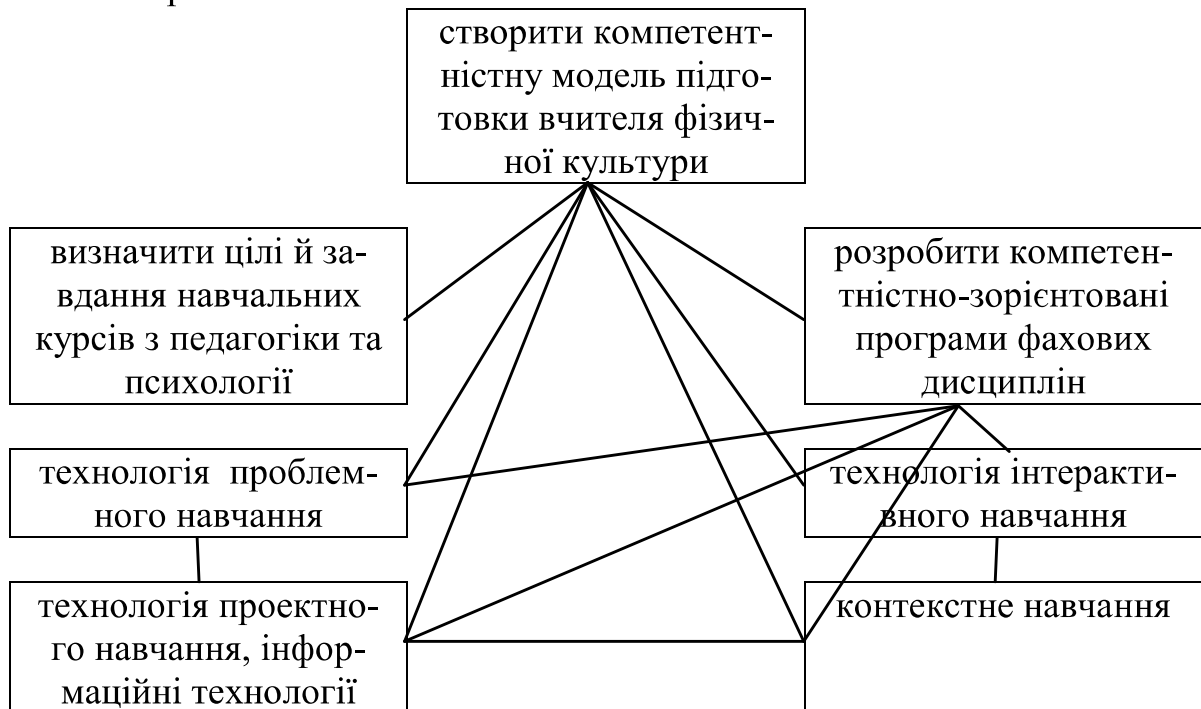 створити компетент-
ністну модель підго-
товки вчителя фізич-
ної культури
визначити цілі й за-
вдання навчальних
курсів з педагогіки та
психології
розробити компетен-
тністно-зорієнтовані
програми фахових
дисциплін
технологія проблем-
ного навчання
технологія інтеракти-
вного навчання
технологія проектно-
го навчання, інфор-
маційні технології
контекстне навчання